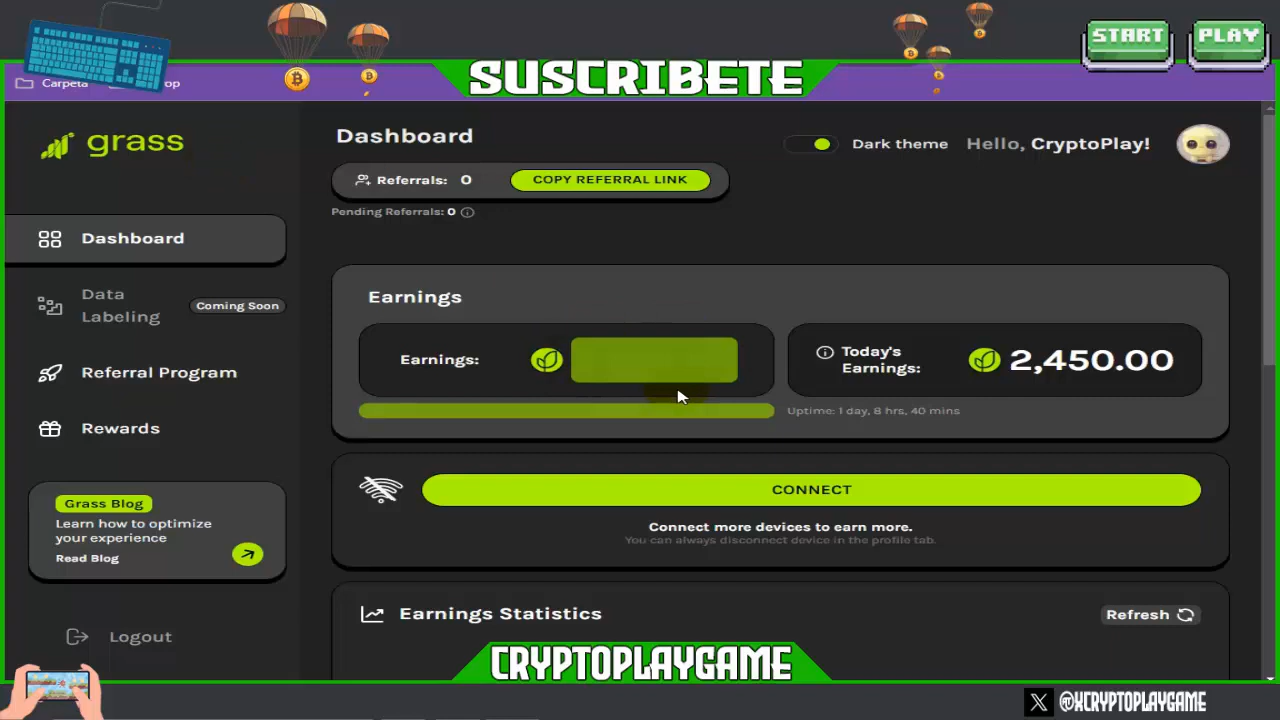 START
PLAY
SUSCRIBETE
Carpeta
op
grass
Dashboard
Dark theme
Hello, CryptoPlay!
Referrals: 0
COPY REFERRAL LINK
Pending Referrals: 0
Dashboard
Data
Labeling
Coming Soon
Referral Program
Rewards
Grass Blog
Learn how to optimize
your experience
Read Blog
Logout
Earnings
Earnings:
Today's
Earnings:
2,450.00
Uptime: 1 day, 8 hrs, 40 mins
CONNECT
Connect more devices to earn more.
You can always disconnect device in the profile tab.
Earnings Statistics
Refresh
CRYPTOPLAYGAME
X @XCRYPTOPLAYGAME